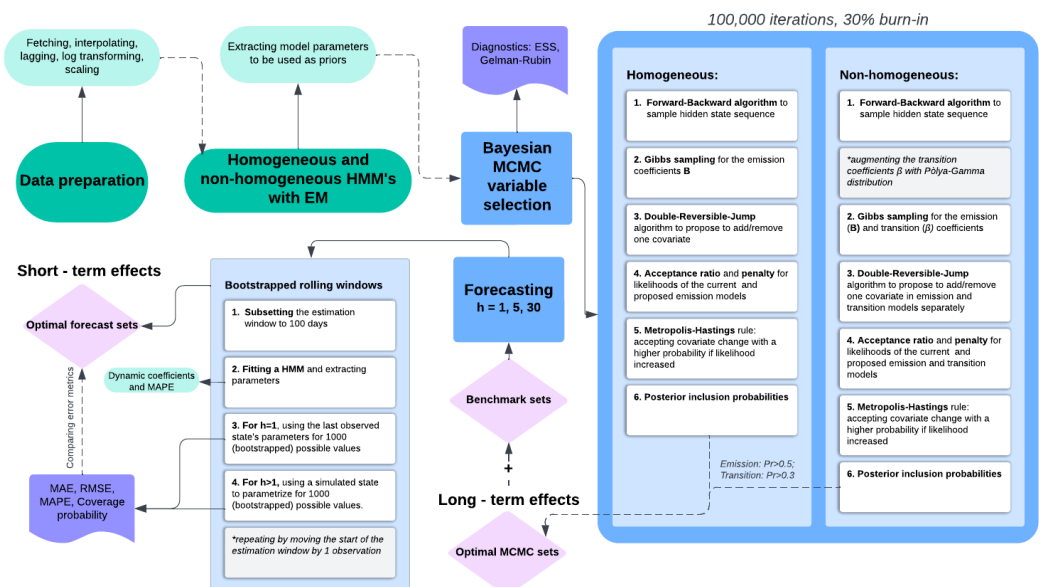 100,000 iterations, 30% burn-in
Fetching, interpolating,
lagging, log transforming,
scaling
Extracting model parameters
to be used as priors
Diagnostics: ESS,
Gelman-Rubin
Data preparation
Homogeneous and
non-homogeneous HMM's
with EM
Bayesian
MCMC
variable
selection
Homogeneous:
1. Forward-Backward algorithm to
sample hidden state sequence
2. Gibbs sampling for the emission
coefficients B
3. Double-Reversible-Jump
algorithm to propose to add/remove
one covariate
4. Acceptance ratio and penalty for
likelihoods of the current and
proposed emission models
5. Metropolis-Hastings rule:
accepting covariate change with a
higher probability if likelihood
increased
6. Posterior inclusion probabilities
Non-homogeneous:
1. Forward-Backward algorithm to
sample hidden state sequence
*augmenting the transition
coefficients β with Pòlya-Gamma
distribution
2. Gibbs sampling for the emission
(B) and transition (β) coefficients
3. Double-Reversible-Jump
algorithm to propose to add/remove
one covariate in emission and
transition models separately
4. Acceptance ratio and penalty for
likelihoods of the current and
proposed emission and transition
models
5. Metropolis-Hastings rule:
accepting covariate change with a
higher probability if likelihood
increased
6. Posterior inclusion probabilities
Emission: Pr>0.5;
Transition: Pr>0.3
Short - term effects
Optimal forecast sets
Comparing error metrics
MAE, RMSE,
MAPE, Coverage
probability
Dynamic coefficients
and MAPE
Bootstrapped rolling windows
1. Subsetting the estimation
window to 100 days
2. Fitting a HMM and extracting
parameters
3. For h=1, using the last observed
state's parameters for 1000
(bootstrapped) possible values
4. For h>1, using a simulated state
to parametrize for 1000
(bootstrapped) possible values.
*repeating by moving the start of the
estimation window by 1 observation
Forecasting
h = 1, 5, 30
Benchmark sets
+
Long - term effects
Optimal MCMC sets